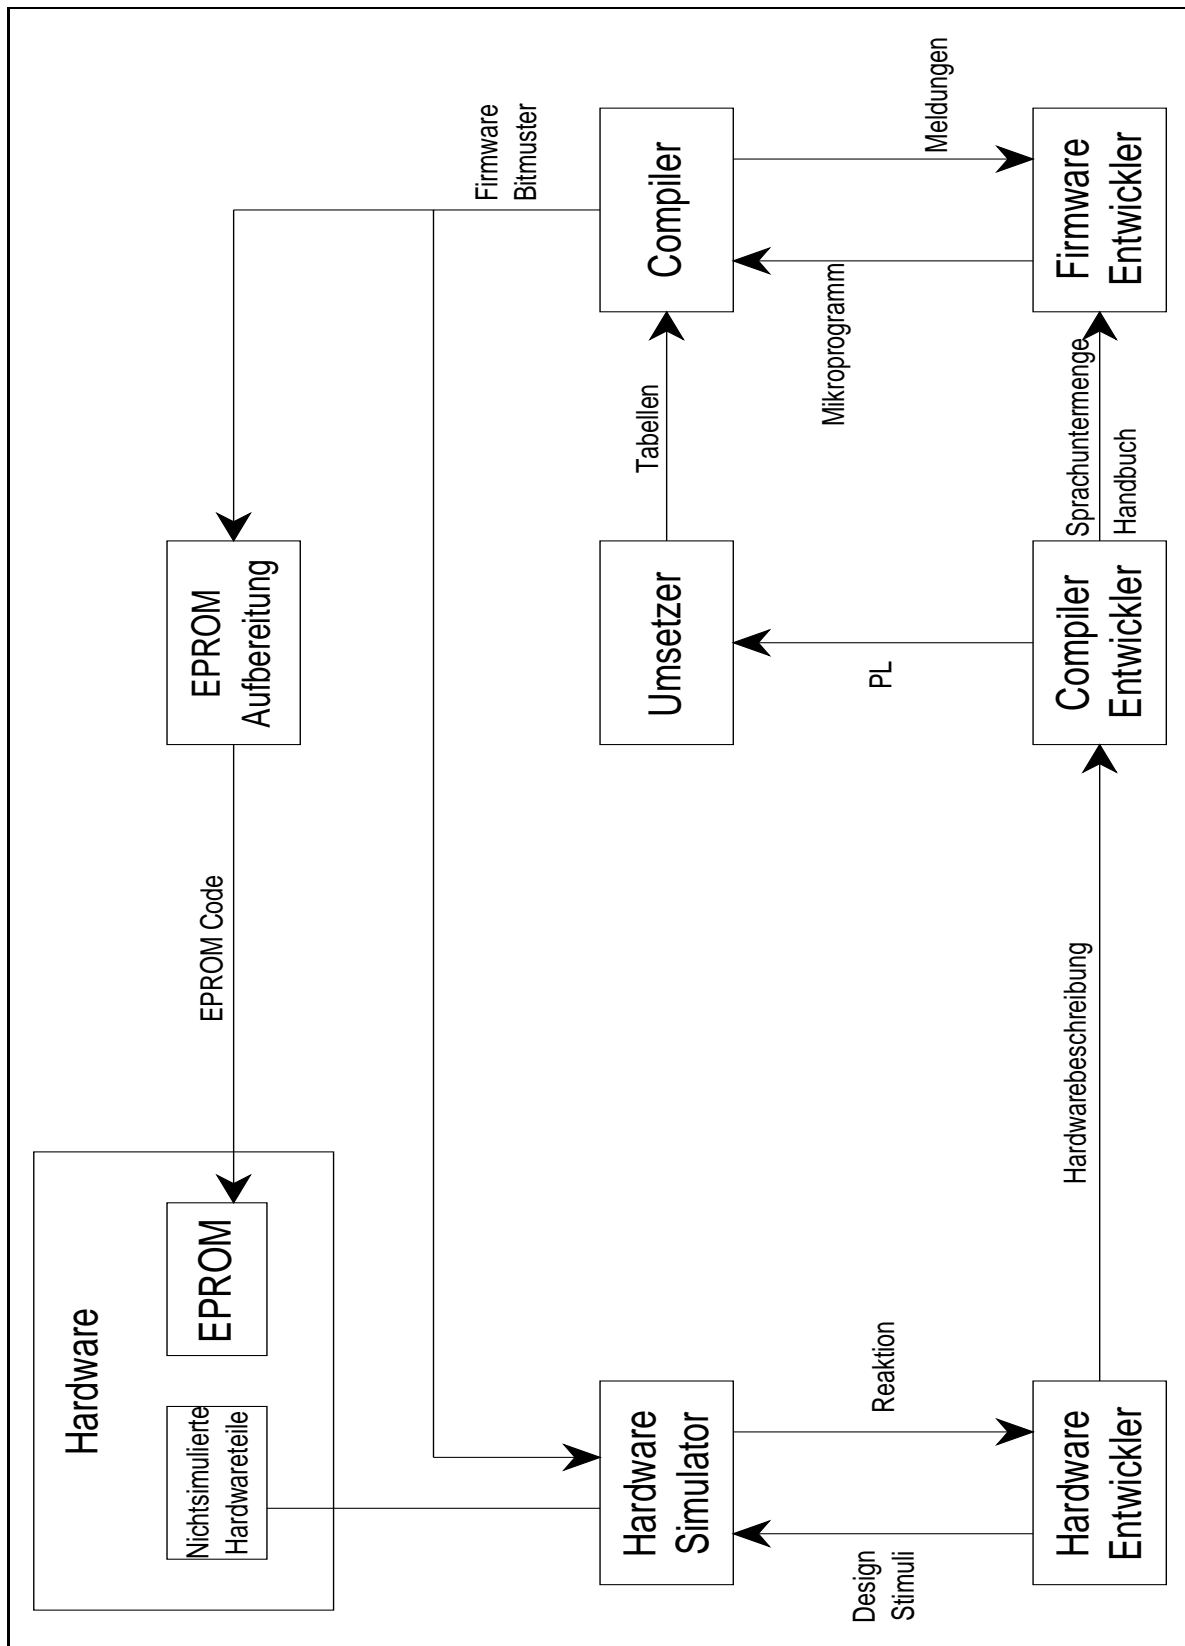 Hardware
Nichtsimulierte
Hardwareteile
EPROM
EPROM Code
EPROM
Aufbereitung
Firmware
Bitmuster
Hardware
Simulator
Umsetzer
Tabellen
Compiler
Design
Stimuli
Reaktion
PL
Mikroprogramm
Meldungen
Hardware
Entwickler
Hardwarebeschreibung
Compiler
Entwickler
Sprachuntermenge
Handbuch
Firmware
Entwickler